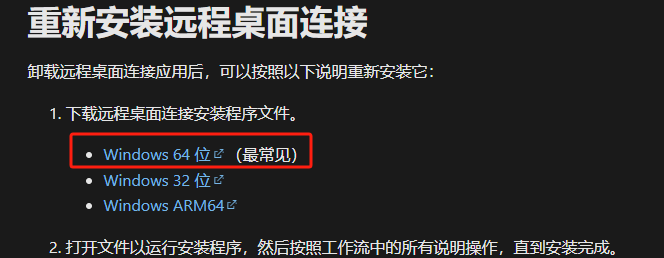 重新安装远程桌面连接
卸载远程桌面连接应用后，可以按照以下说明重新安装它：
1. 下载远程桌面连接安装程序文件。
• Windows 64 位 （最常见）
• Windows 32 位
• Windows ARM64
2. 打开文件以运行安装程序，然后按照工作流中的所有说明操作，直到安装完成。